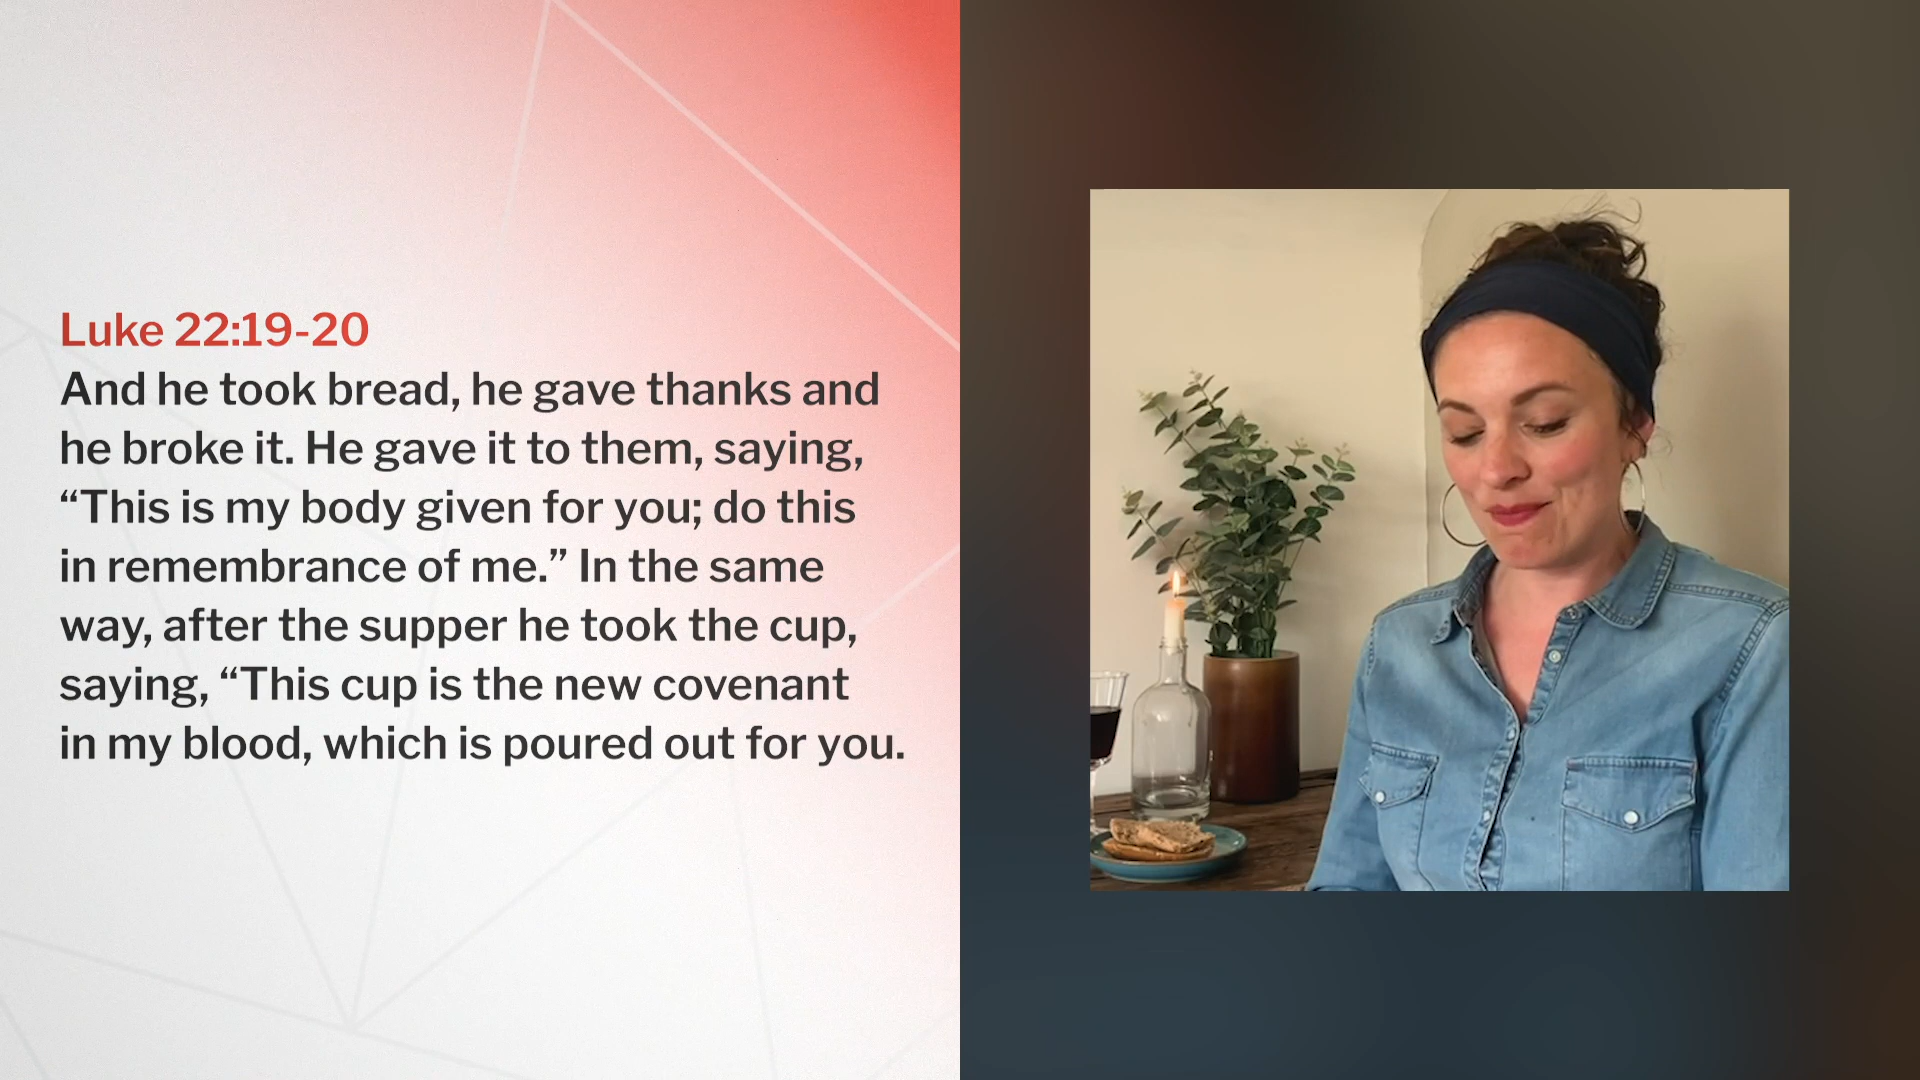 Luke 22:19-20
And he took bread, he gave thanks and
he broke it. He gave it to them, saying,
“This is my body given for you; do this
in remembrance of me.” In the same
way, after the supper he took the cup,
saying, “This cup is the new covenant
in my blood, which is poured out for you.